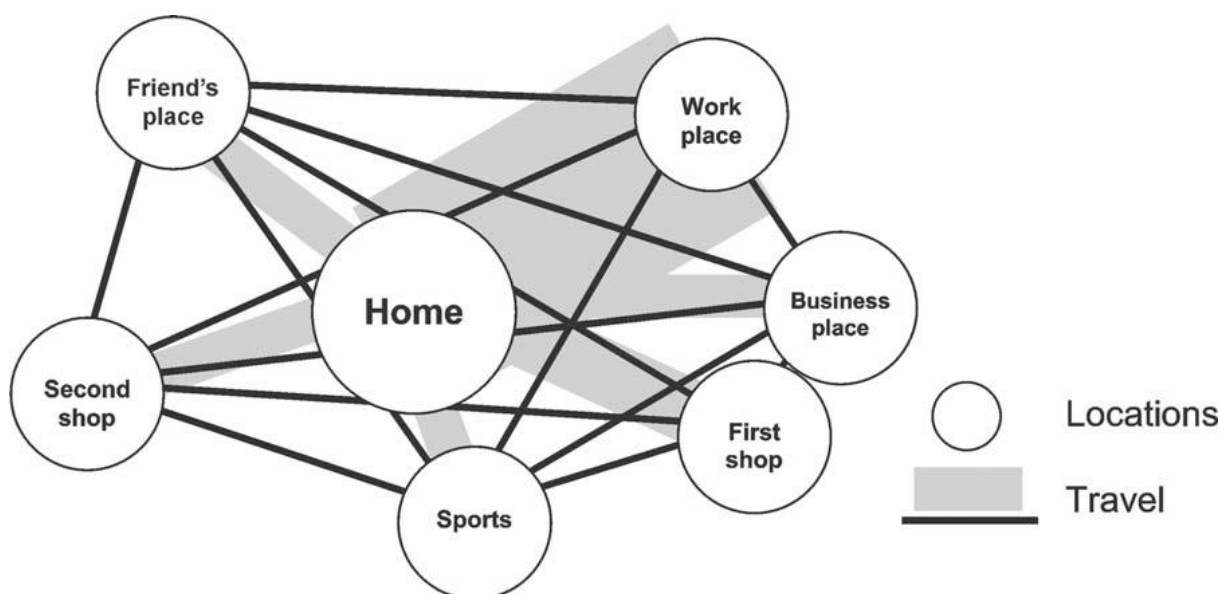 Friend's
place
Work
place
Home
Business
place
Second
shop
First
shop
Sports
Locations
Travel